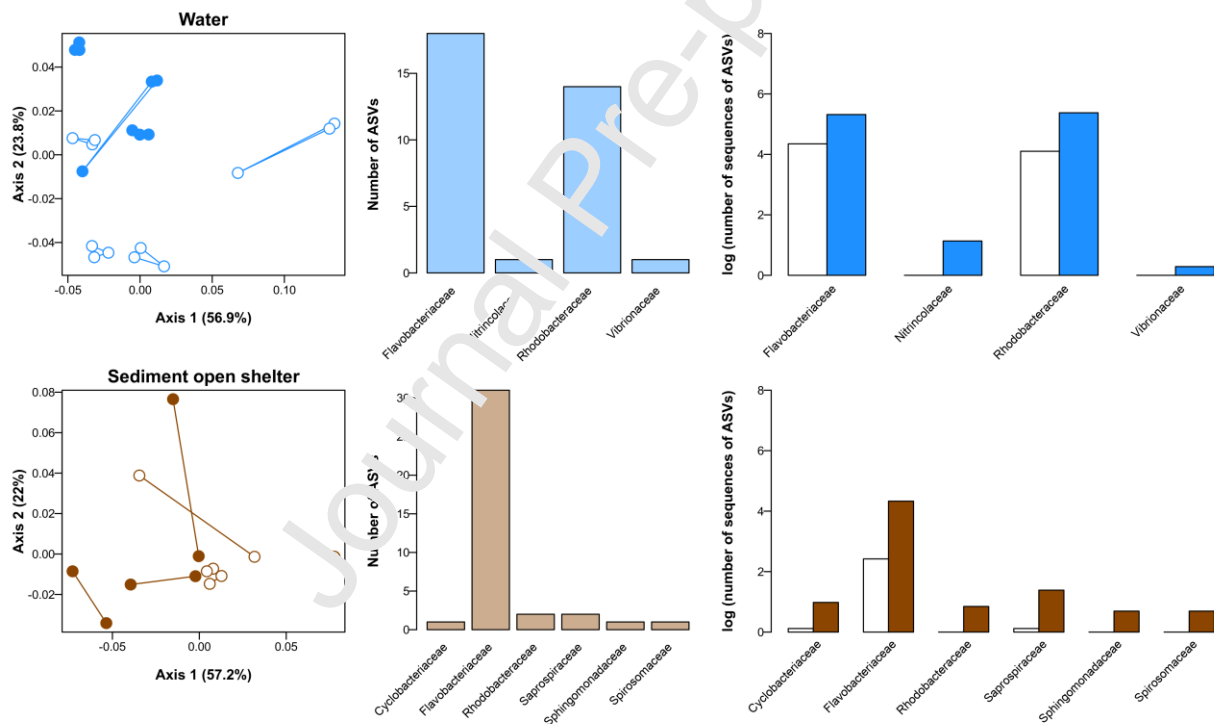 Water
Axis 2 (23.8%)
0.04
0.02
0.00
-0.02
-0.04
-0.05
0.00
0.05
0.10
Axis 1 (56.9%)
Number of ASVs
15
10
5
0
Flavobacteriaceae
Rhodobacteraceae
Vibrionaceae
log (number of sequences of ASVs)
8
6
4
2
0
Flavobacteriaceae
Nitrincolaceae
Rhodobacteraceae
Vibrionaceae
Sediment open shelter
Axis 2 (22%)
0.08
0.06
0.04
0.02
0.00
-0.02
-0.05
0.00
0.05
Axis 1 (57.2%)
Number of ASVs
30
10
0
Cyclobacteriaceae
Flavobacteriaceae
Rhodobacteraceae
Saprospiraceae
Sphingomonadaceae
Spirosomaceae
log (number of sequences of ASVs)
8
6
4
2
0
Cyclobacteriaceae
Flavobacteriaceae
Rhodobacteraceae
Saprospiraceae
Sphingomonadaceae
Spirosomaceae
Journal Pre-p